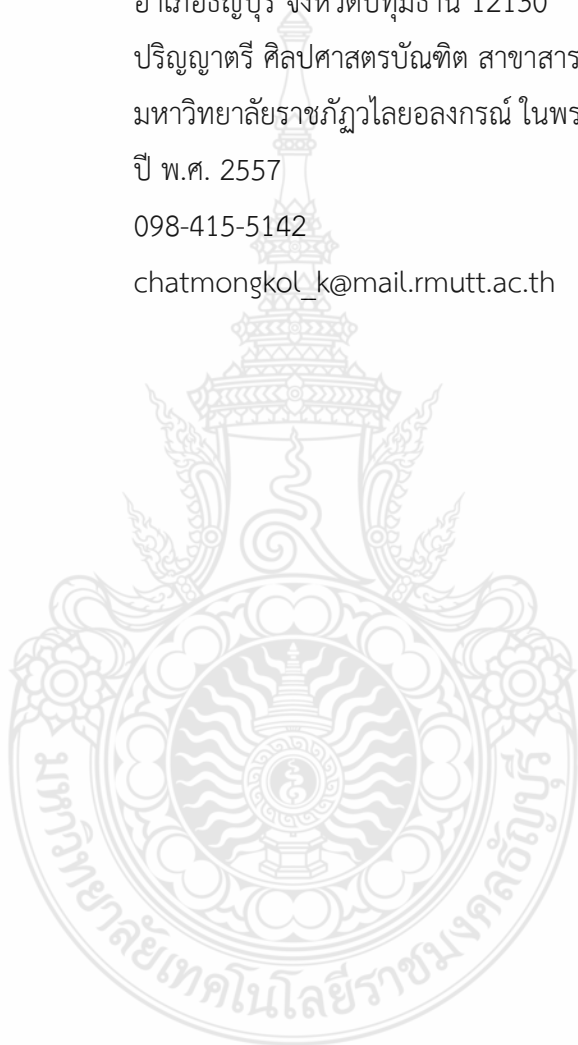 อำเภอธัญบุรี จังหวัดปทุมธานี 12130
ปริญญาตรี ศิลปศาสตรบัณฑิต สาขาสาร
มหาวิทยาลัยราชภัฏวไลยอลงกรณ์ ในพร
ปี พ.ศ. 2557
098-415-5142
chatmongkol_k@mail.rmutt.ac.th
มหาวิทยาลัยเทคโนโลยีราชมงคลธัญบุรี